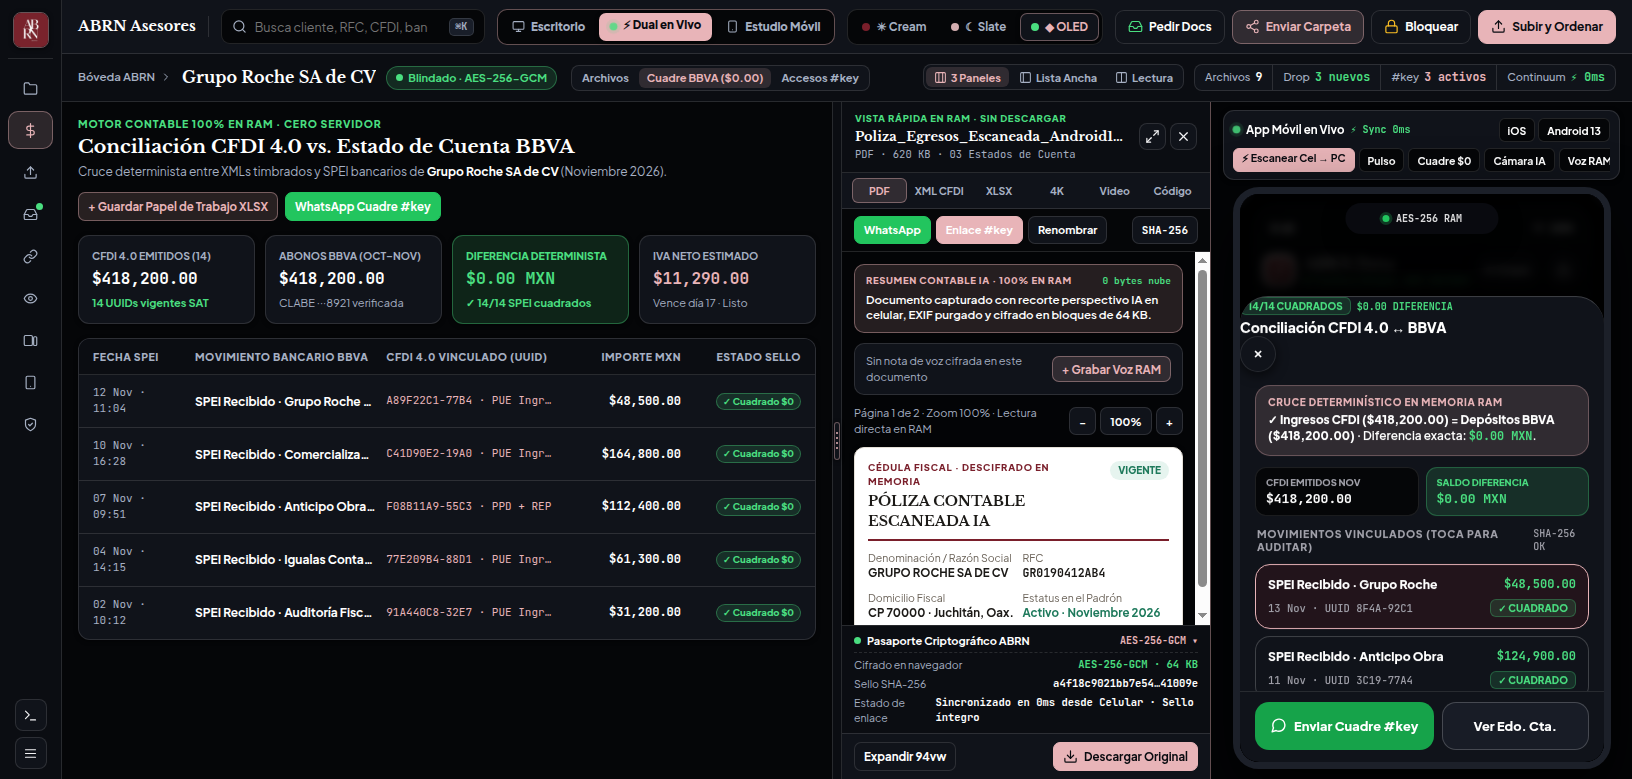 ABRN Asesores
Busca cliente, RFC, CFDI, ban
⌘K
Escritorio
⚡ Dual en Vivo
Estudio Móvil
☀ Cream
☾ Slate
◆ OLED
Pedir Docs
Enviar Carpeta
Bloquear
Subir y Ordenar
Bóveda ABRN
Grupo Roche SA de CV
Blindado · AES-256-GCM
Archivos
Cuadre BBVA ($0.00)
Accesos #key
3 Paneles
Lista Ancha
Lectura
Archivos 9
Drop 3 nuevos
#key 3 activos
Continuum ⚡ 0ms
MOTOR CONTABLE 100% EN RAM · CERO SERVIDOR
Conciliación CFDI 4.0 vs. Estado de Cuenta BBVA
Cruce determinista entre XMLs timbrados y SPEI bancarios de Grupo Roche SA de CV (Noviembre 2026).
+ Guardar Papel de Trabajo XLSX
WhatsApp Cuadre #key
CFDI 4.0 EMITIDOS (14)
$418,200.00
14 UUIDs vigentes SAT
ABONOS BBVA (OCT-NOV)
$418,200.00
CLABE ···8921 verificada
DIFERENCIA DETERMINISTA
$0.00 MXN
✓ 14/14 SPEI cuadrados
IVA NETO ESTIMADO
$11,290.00
Vence día 17 · Listo
FECHA SPEI
MOVIMIENTO BANCARIO BBVA
CFDI 4.0 VINCULADO (UUID)
IMPORTE MXN
ESTADO SELLO
12 Nov ·
11:04
SPEI Recibido · Grupo Roche ...
A89F22C1-77B4 · PUE Ingr...
$48,500.00
✓ Cuadrado $0
10 Nov ·
16:28
SPEI Recibido · Comercializa...
C41D90E2-19A0 · PUE Ingr...
$164,800.00
✓ Cuadrado $0
07 Nov ·
09:51
SPEI Recibido · Anticipo Obra...
F08B11A9-55C3 · PPD + REP
$112,400.00
✓ Cuadrado $0
04 Nov ·
14:15
SPEI Recibido · Igualas Conta...
77E209B4-88D1 · PUE Ingr...
$61,300.00
✓ Cuadrado $0
02 Nov ·
10:12
SPEI Recibido · Auditoría Fisc...
91A440C8-32E7 · PUE Ingr...
$31,200.00
✓ Cuadrado $0
VISTA RÁPIDA EN RAM · SIN DESCARGAR
Poliza_Egresos_Escaneada_Android1...
PDF · 620 KB · 03 Estados de Cuenta
PDF
XML CFDI
XLSX
4K
Video
Código
WhatsApp
Enlace #key
Renombrar
SHA-256
RESUMEN CONTABLE IA · 100% EN RAM
0 bytes nube
Documento capturado con recorte perspectivo IA en
celular, EXIF purgado y cifrado en bloques de 64 KB.
Sin nota de voz cifrada en este
documento
+ Grabar Voz RAM
Página 1 de 2 · Zoom 100% · Lectura
directa en RAM
−
100%
+
CÉDULA FISCAL · DESCIFRADO EN
MEMORIA
VIGENTE
PÓLIZA CONTABLE
ESCANEADA IA
Denominación / Razón Social
GRUPO ROCHE SA DE CV
RFC
GRO190412AB4
Domicilio Fiscal
CP 70000 · Juchitán, Oax.
Estatus en el Padrón
Activo · Noviembre 2026
Pasaporte Criptográfico ABRN
AES-256-GCM ▾
Cifrado en navegador
AES-256-GCM · 64 KB
Sello SHA-256
a4f18c9021bb7e54…41009e
Estado de
enlace
Sincronizado en 0ms desde Celular · Sello
íntegro
Expandir 94vw
Descargar Original
App Móvil en Vivo
⚡ Sync 0ms
iOS
Android 13
⚡ Escanear Cel → PC
Pulso
Cuadre $0
Cámara IA
Voz RAM
AES-256 RAM
14/14 CUADRADOS
$0.00 DIFERENCIA
Conciliación CFDI 4.0 ↔ BBVA
×
CRUCE DETERMINÍSTICO EN MEMORIA RAM
✓ Ingresos CFDI ($418,200.00) = Depósitos BBVA
($418,200.00) · Diferencia exacta: $0.00 MXN.
CFDI EMITIDOS NOV
$418,200.00
SALDO DIFERENCIA
$0.00 MXN
MOVIMIENTOS VINCULADOS (TOCA PARA
AUDITAR)
SHA-256
OK
SPEI Recibido · Grupo Roche
$48,500.00
13 Nov · UUID 8F4A-92C1
✓ CUADRADO
SPEI Recibido · Anticipo Obra
$124,900.00
11 Nov · UUID 3C19-77A4
✓ CUADRADO
Enviar Cuadre #key
Ver Edo. Cta.